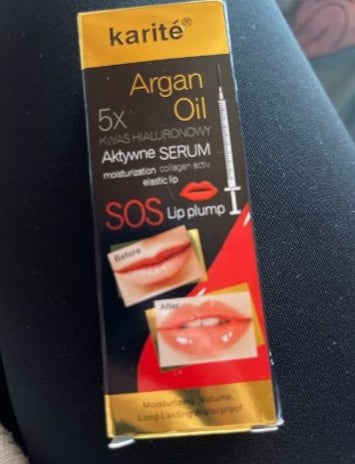 karité®
Argan
Oil
5x
KWAS HIALURONOWY
Aktywne SERUM
moisturization collagen activ
elastic lip
SOS Lip plump
Before
After
Moisturizing, Volume,
Long Lasting Waterproof